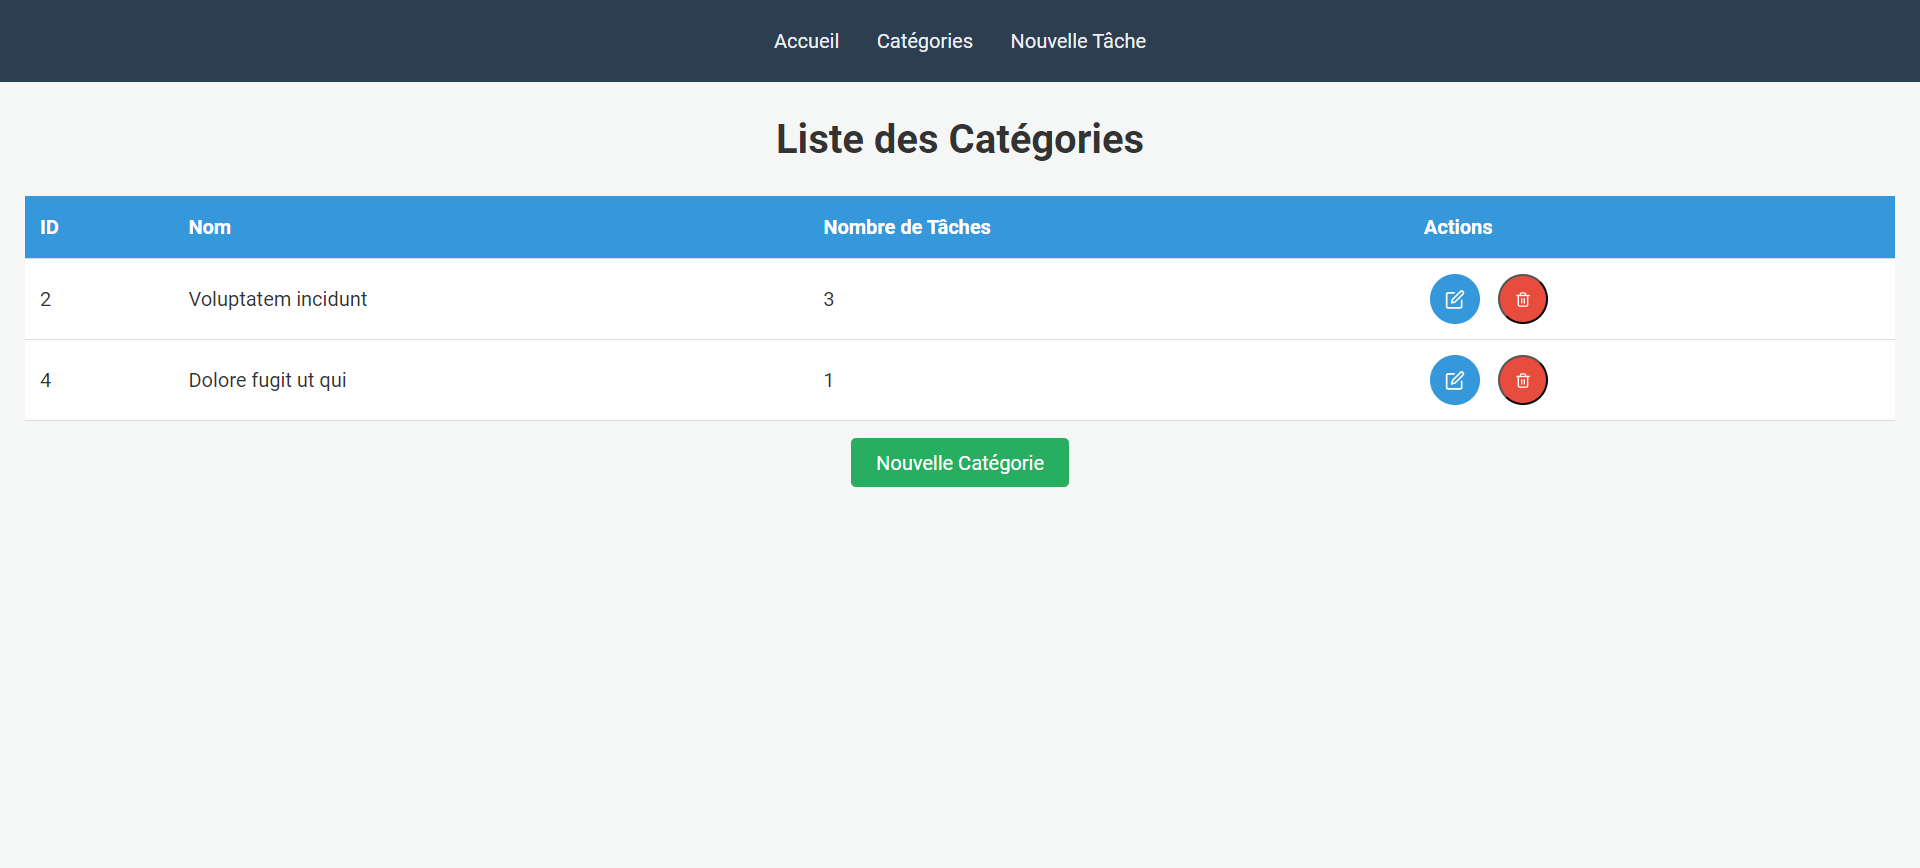 Accueil Catégories Nouvelle Tâche
Liste des Catégories
ID Nom Nombre de Tâches Actions
2 Voluptatem incidunt 3
4 Dolore fugit ut qui 1
Nouvelle Catégorie